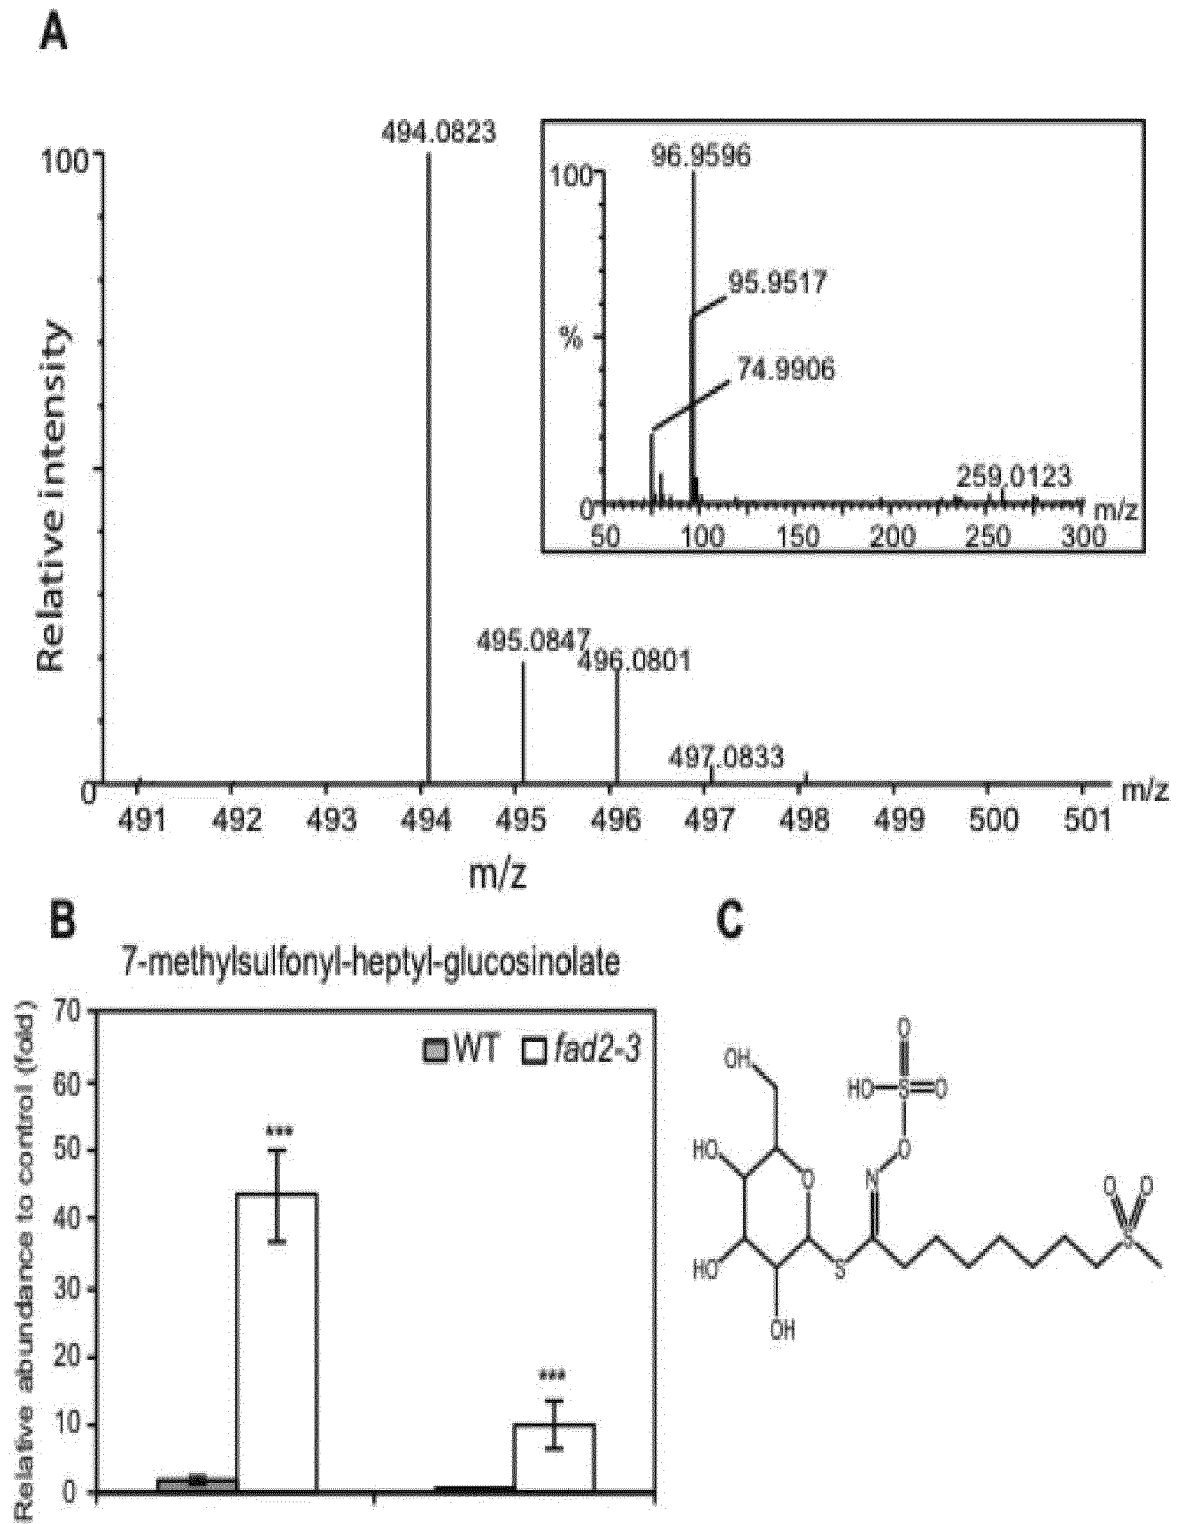 A
494.0823
100
Relative intensity
495.0847
496.0801
497.0833
0
m/z
491 492 493 494 495 496 497 498 499 500 501
m/z
96.9596
100
95.9517
%
74.9906
259.0123
0
m/z
50 100 150 200 250 300
B
7-methylsulfonyl-heptyl-glucosinolate
Relative abundance to control (fold)
70
60
50
40
30
20
10
0
WT fad2-3
***
***
C
O
OH
HO S O
HO O
O N
O O
S
HO S
OH